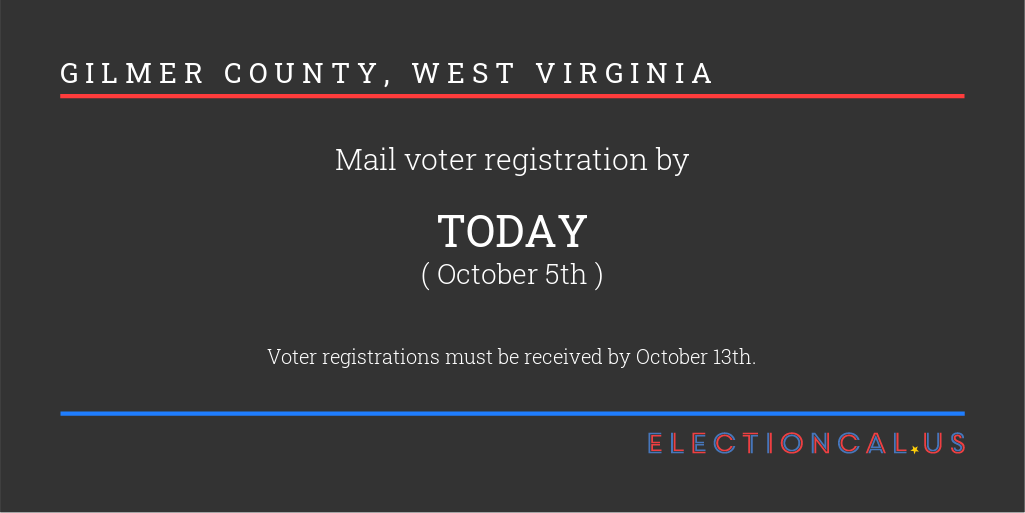 GILMER COUNTY, WEST VIRGINIA
Mail voter registration by
TODAY
( October 5th )
Voter registrations must be received by October 13th.
ELECTIONCAL★US